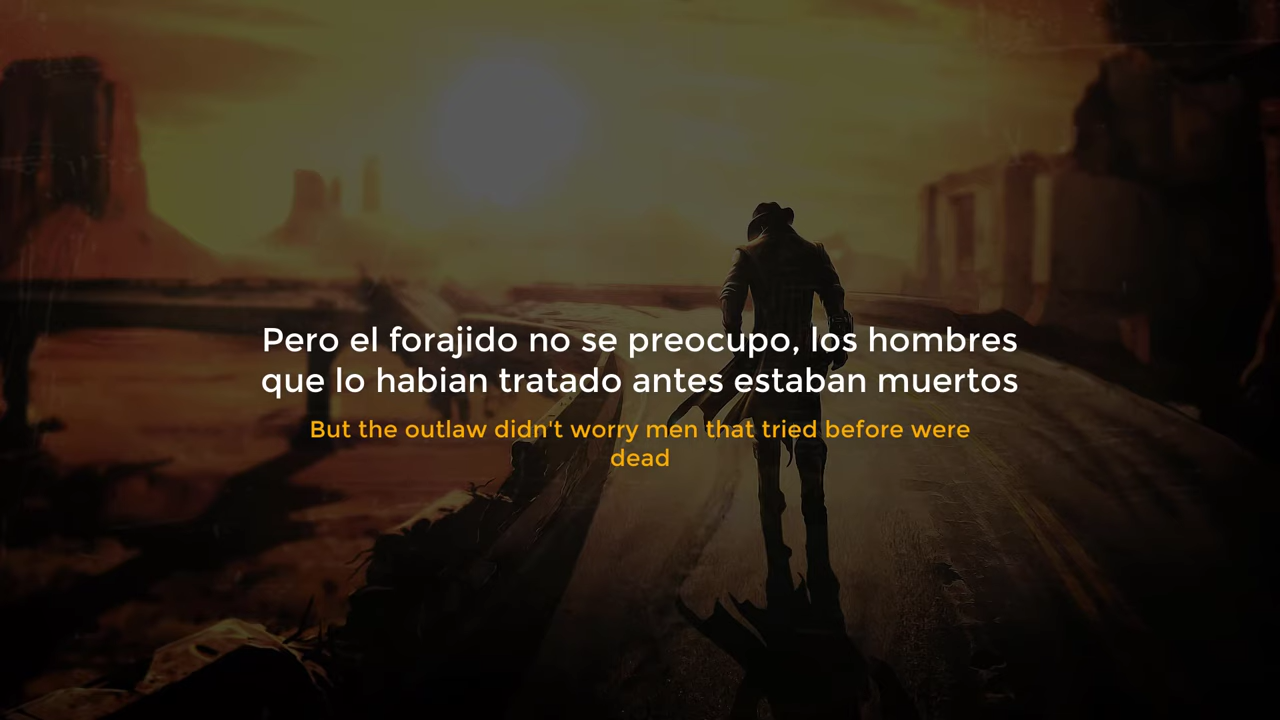 Pero el forajido no se preocupo, los hombres
que lo habian tratado antes estaban muertos
But the outlaw didn't worry men that tried before were
dead